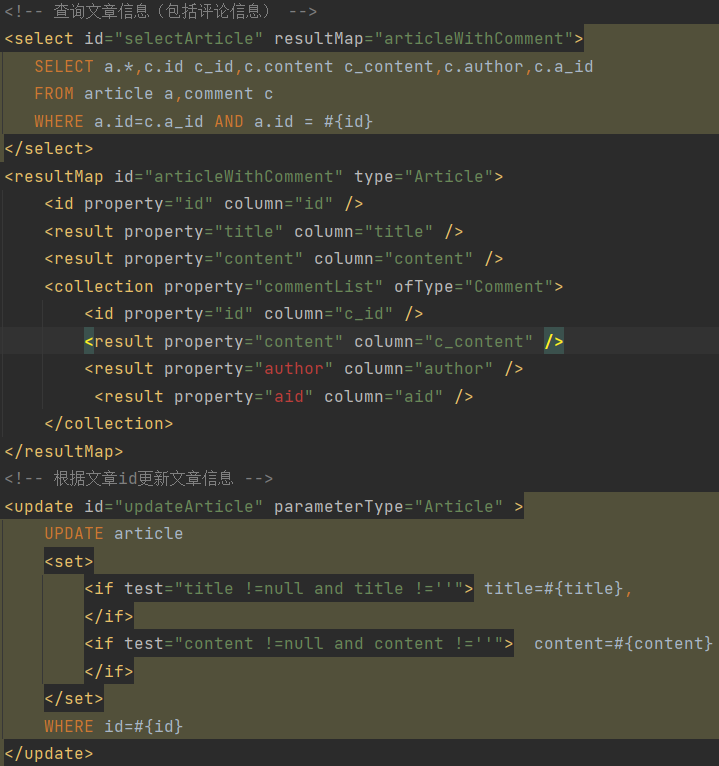 <!-- 查询文章信息（包括评论信息） -->
<select id="selectArticle" resultMap="articleWithComment">
   SELECT a.*,c.id c_id,c.content c_content,c.author,c.a_id
   FROM article a,comment c
   WHERE a.id=c.a_id AND a.id = #{id}
</select>
<resultMap id="articleWithComment" type="Article">
    <id property="id" column="id" />
    <result property="title" column="title" />
    <result property="content" column="content" />
    <collection property="commentList" ofType="Comment">
        <id property="id" column="c_id" />
        <result property="content" column="c_content" />
        <result property="author" column="author" />
         <result property="aid" column="aid" />
    </collection>
</resultMap>
<!-- 根据文章id更新文章信息 -->
<update id="updateArticle" parameterType="Article" >
    UPDATE article
    <set>
        <if test="title !=null and title !=''"> title=#{title},
        </if>
        <if test="content !=null and content !=''">  content=#{content}
        </if>
    </set>
    WHERE id=#{id}
</update>